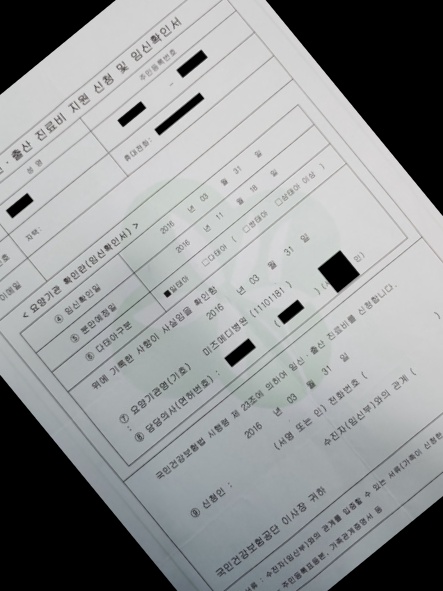 · 출산 진료비 지원 신청 및 임신확인서
성 명
주민등록번호
-
자택:
휴대전화:
< 요양기관 확인란(임신확인서) >
④ 임신확인일 2016 년 03 월 31 일
⑤ 분만예정일 2016 년 11 월 18 일
⑥ 다태아구분 ■일태아 □다태아 ( □쌍태아 □삼태아 이상 )
위에 기록한 사항이 사실임을 확인함
2016 년 03 월 31 일
⑦ 요양기관명(기호) : 미즈메디병원 (11101161 )
⑧ 담당의사(면허번호) : ( ) 인)
국민건강보험법 시행령 제 23조에 의하여 임신 · 출산 진료비를 신청합니다.
2016 년 03 월 31 일
⑨ 신청인 : (서명 또는 인) 전화번호 ( )
수진자(임신부)와의 관계 (
국민건강보험공단 이사장 귀하
서류 : 수진자(임신부)와의 관계를 입증할 수 있는 서류(가족이 신청한
주민등록표등본, 가족관계증명서 등